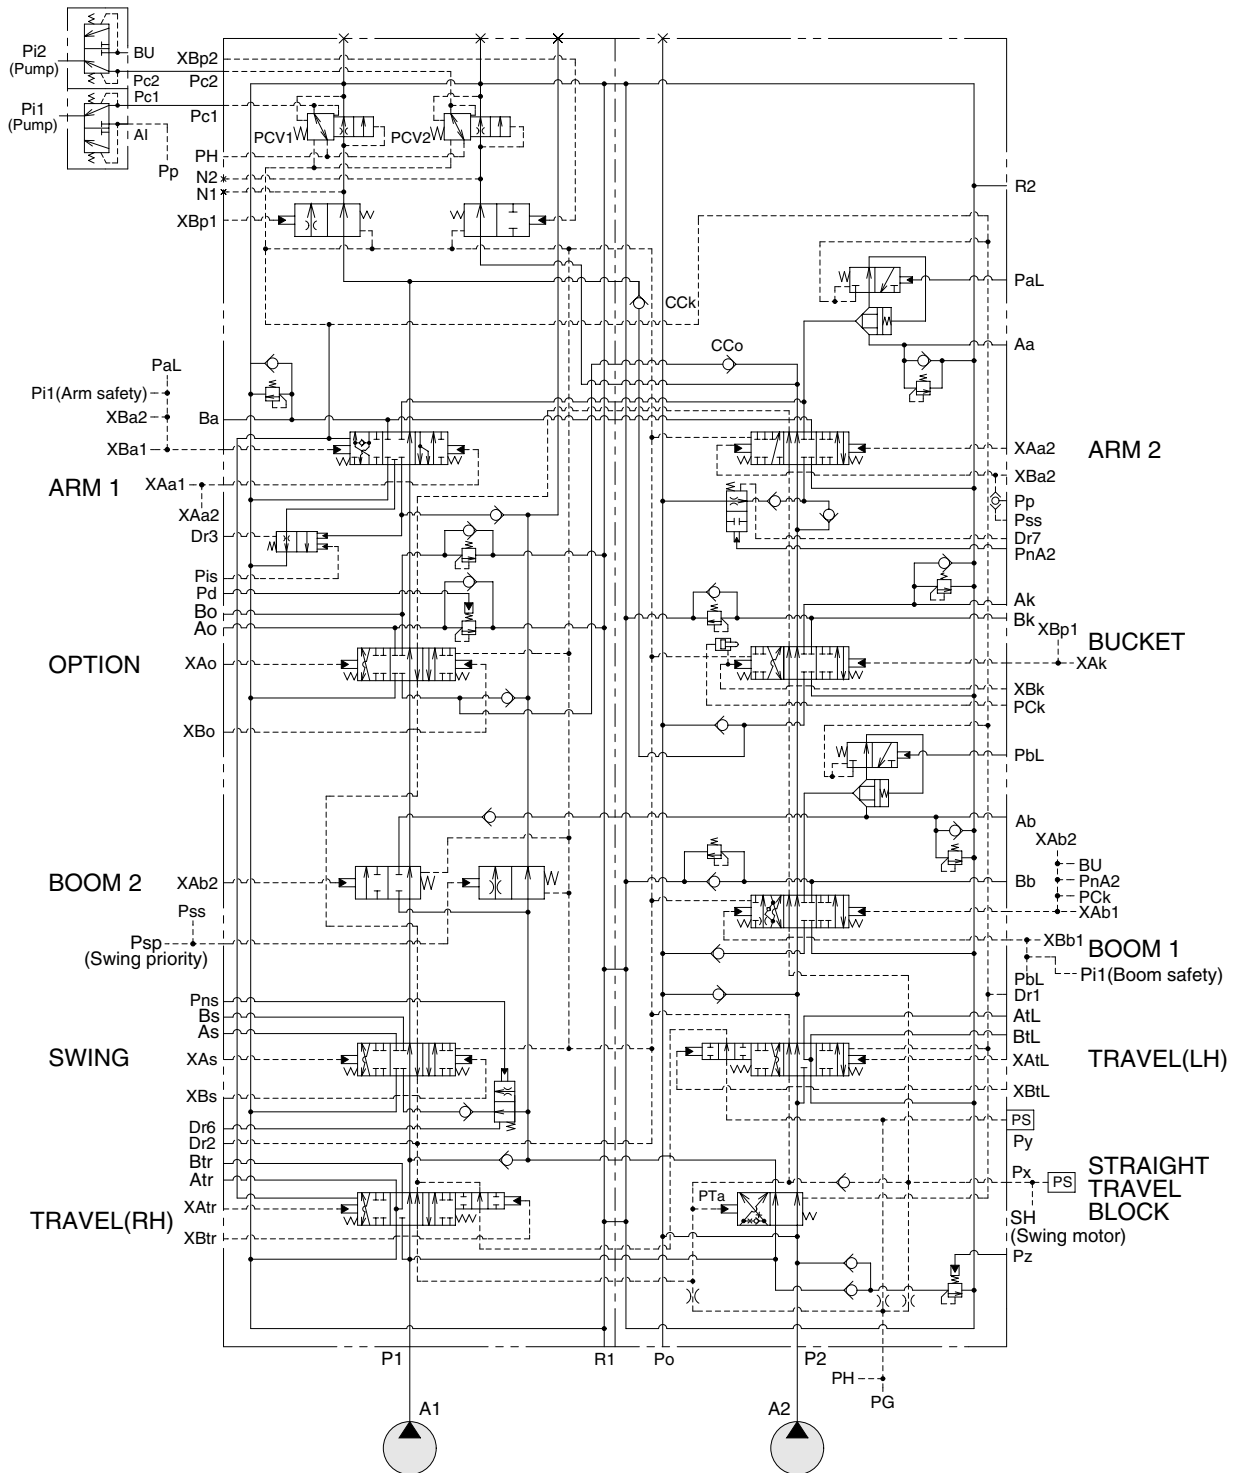 Pi2
(Pump)
BU
Pc2
Pc1
Pi1
(Pump)
AI
Pp
XBp2
Pc2
Pc1
PCV1
PCV2
PH
N2
N1
XBp1
R2
PaL
CCk
CCo
Aa
PaL
Pi1(Arm safety)
XBa2
XBa1
Ba
ARM 1
XAa1
XAa2
Dr3
Pis
Pd
Bo
Ao
XAa2
ARM 2
XBa2
Pp
Pss
Dr7
PnA2
Ak
Bk
XBp1
BUCKET
XAk
XBk
PCk
OPTION
XAo
XBo
PbL
Ab
XAb2
BU
PnA2
PCk
XAb1
Bb
BOOM 2
XAb2
Pss
Psp
(Swing priority)
XBb1
BOOM 1
PbL
Pi1(Boom safety)
Dr1
Pns
Bs
As
SWING
XAs
XBs
Dr6
Dr2
Btr
Atr
XAtr
TRAVEL(RH)
XBtr
AtL
BtL
XAtL
TRAVEL(LH)
XBtL
PS
Py
Px
PS
STRAIGHT
TRAVEL
BLOCK
PTa
SH
(Swing motor)
Pz
P1
R1
Po
P2
PH
PG
A1
A2